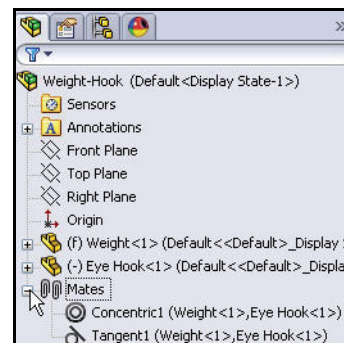 Weight-Hook (Default<Display State-1>)
Sensors
Annotations
Front Plane
Top Plane
Right Plane
Origin
(f) Weight<1> (Default<<Default>_Display
(-) Eye Hook<1> (Default<<Default>_Displa
Mates
Concentric1 (Weight<1>,Eye Hook<1>)
Tangent1 (Weight<1>,Eye Hook<1>)